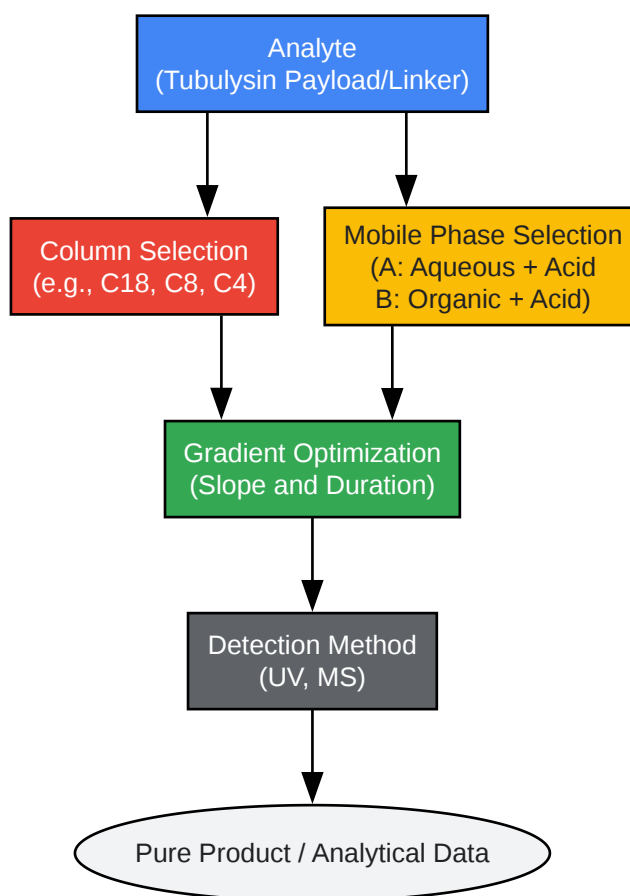 Analyte
(Tubulysin Payload/Linker)
Column Selection
(e.g., C18, C8, C4)
Mobile Phase Selection
(A: Aqueous + Acid
B: Organic + Acid)
Gradient Optimization
(Slope and Duration)
Detection Method
(UV, MS)
Pure Product / Analytical Data